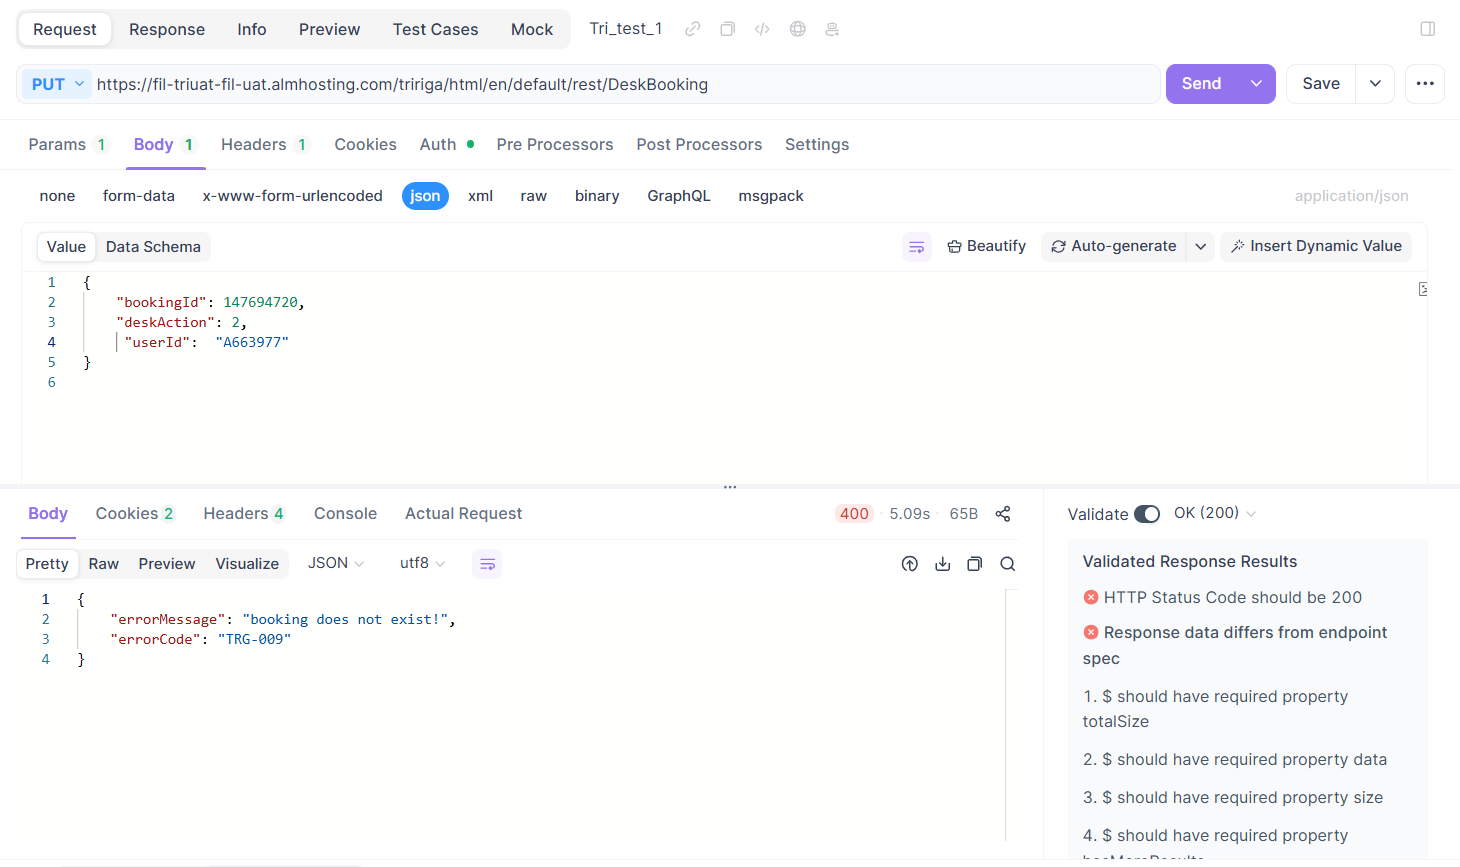 Request Response Info Preview Test Cases Mock Tri_test_1
PUT https://fil-triuat-fil-uat.almhosting.com/tririga/html/en/default/rest/DeskBooking Send Save
Params 1 Body 1 Headers 1 Cookies Auth Pre Processors Post Processors Settings
none form-data x-www-form-urlencoded json xml raw binary GraphQL msgpack application/json
Value Data Schema Beautify Auto-generate Insert Dynamic Value
1 {
2 "bookingId": 147694720,
3 "deskAction": 2,
4 "userId": "A663977"
5 }
6
Body Cookies 2 Headers 4 Console Actual Request 400 · 5.09s · 65B
Pretty Raw Preview Visualize JSON utf8
1 {
2 "errorMessage": "booking does not exist!",
3 "errorCode": "TRG-009"
4 }
Validate OK (200)
Validated Response Results
HTTP Status Code should be 200
Response data differs from endpoint
spec
1. $ should have required property
totalSize
2. $ should have required property data
3. $ should have required property size
4. $ should have required property
hasMoreResults